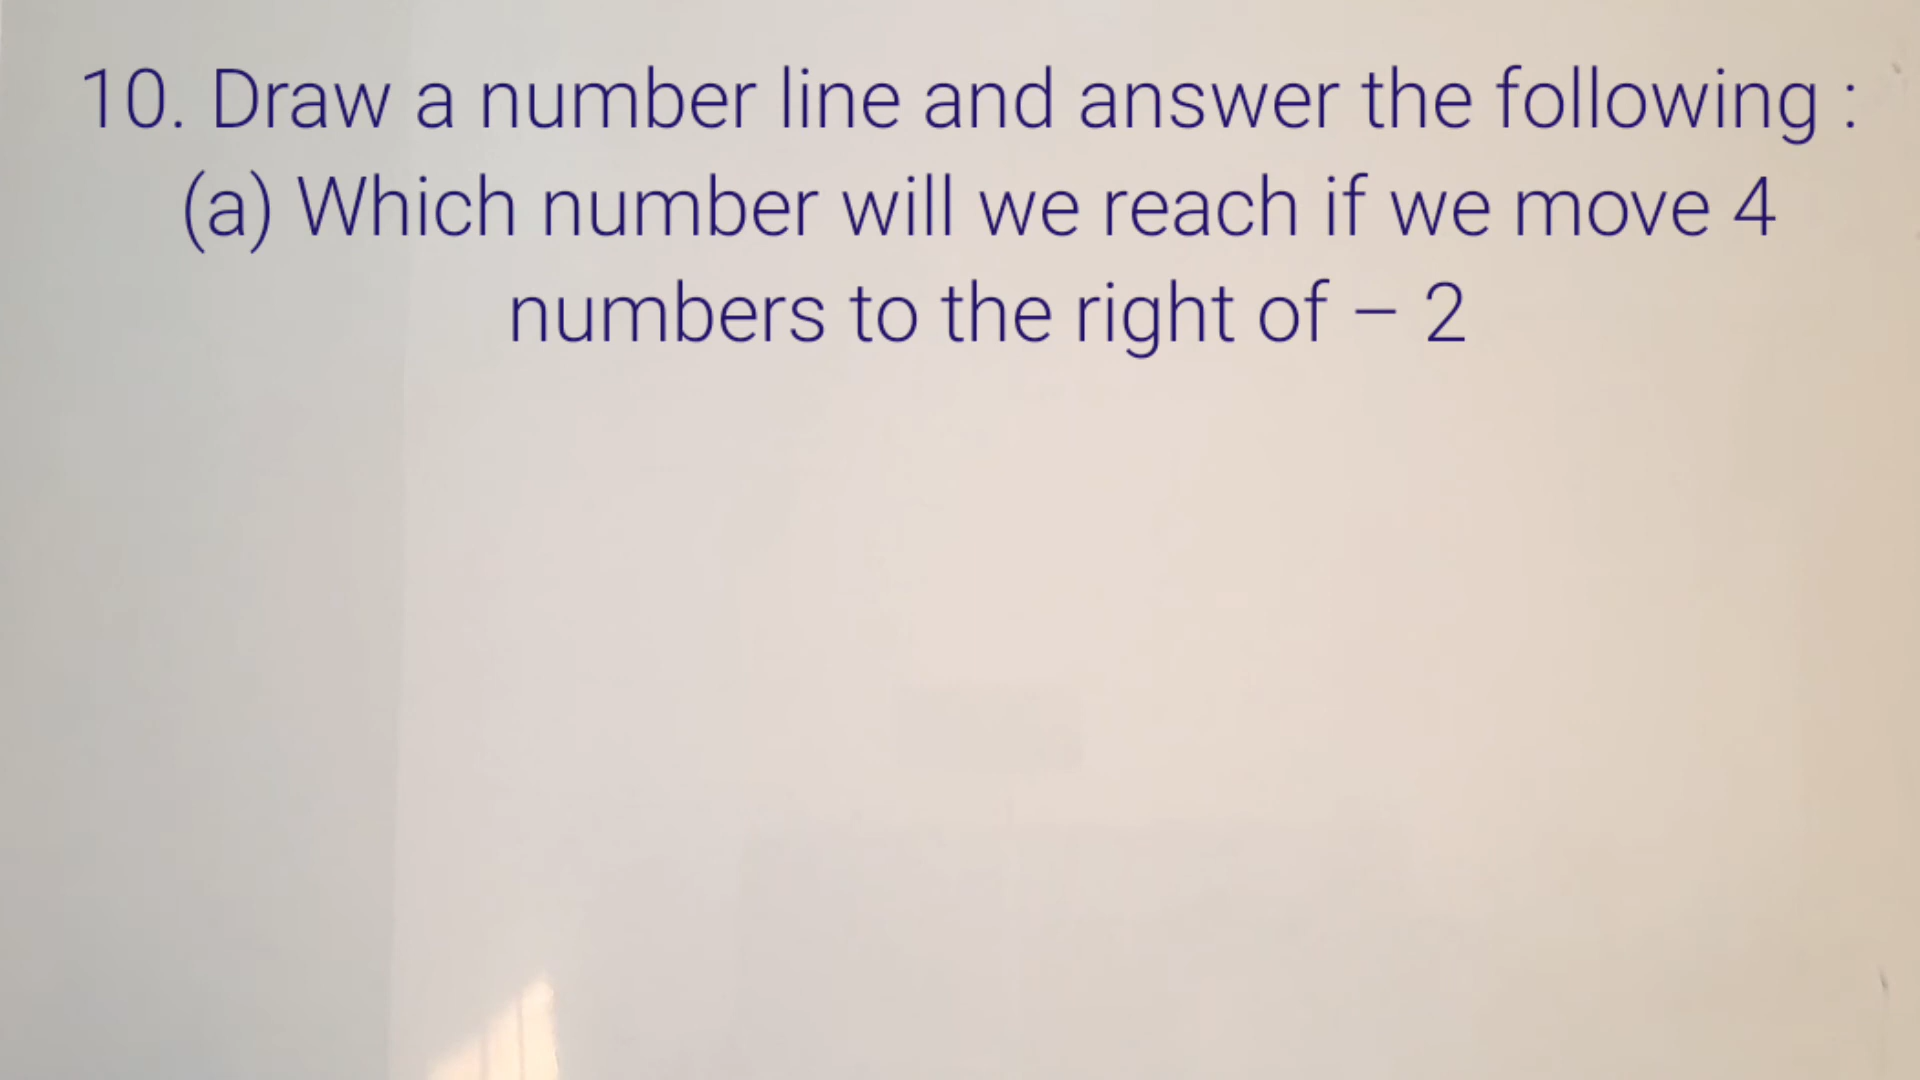 10. Draw a number line and answer the following :
(a) Which number will we reach if we move 4
numbers to the right of – 2